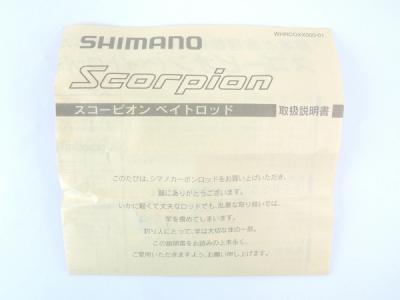 WHRCOXX000-01
SHIMANO
Scorpion
スコーピオン ベイトロッド
取扱説明書
このたびは、シマノカーボンロッドをお買い上げいただき、
誠にありがとうございます。
いかに軽くて丈夫なロッドでも、乱暴な取り扱いでは、
竿を傷めてしまいます。
釣り人にとって、竿は大切な体の一部。
この説明書をお読みの上末永く、
ご愛用いただきますよう、お願い申し上げます。